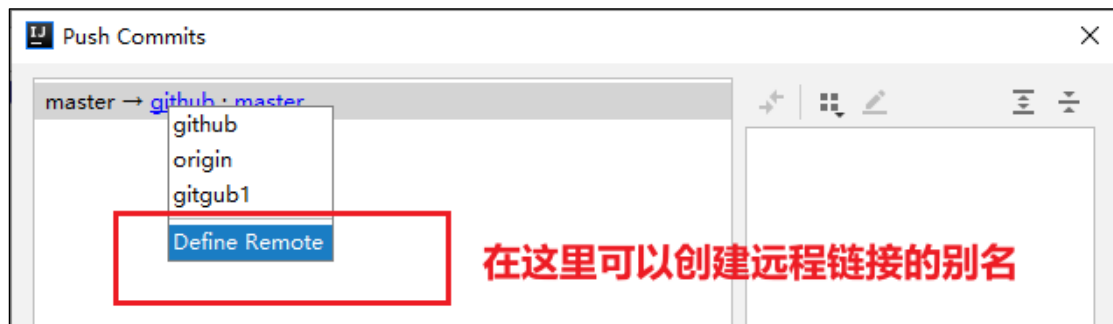 IJ Push Commits
master → github : master
github
origin
gitgub1
Define Remote
在这里可以创建远程链接的别名